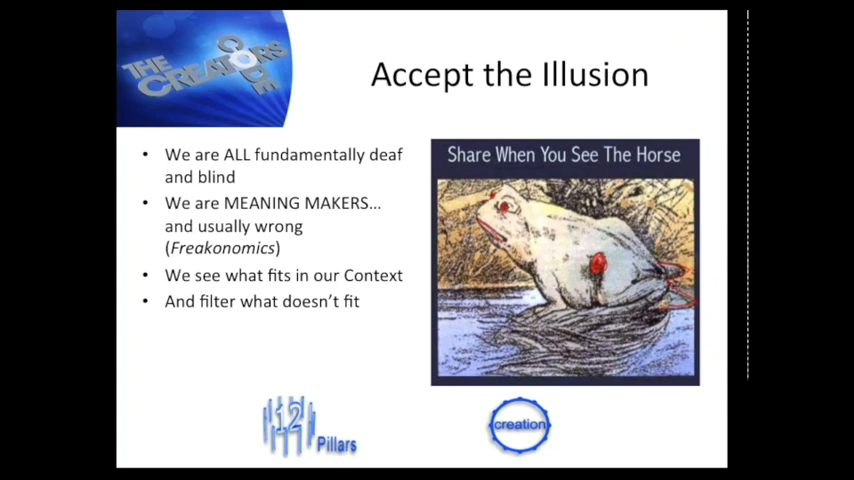 THE
CREATORS
CODE
Accept the Illusion
• We are ALL fundamentally deaf
and blind
• We are MEANING MAKERS...
and usually wrong
(Freakonomics)
• We see what fits in our Context
• And filter what doesn't fit
Share When You See The Horse
12
Pillars
creation